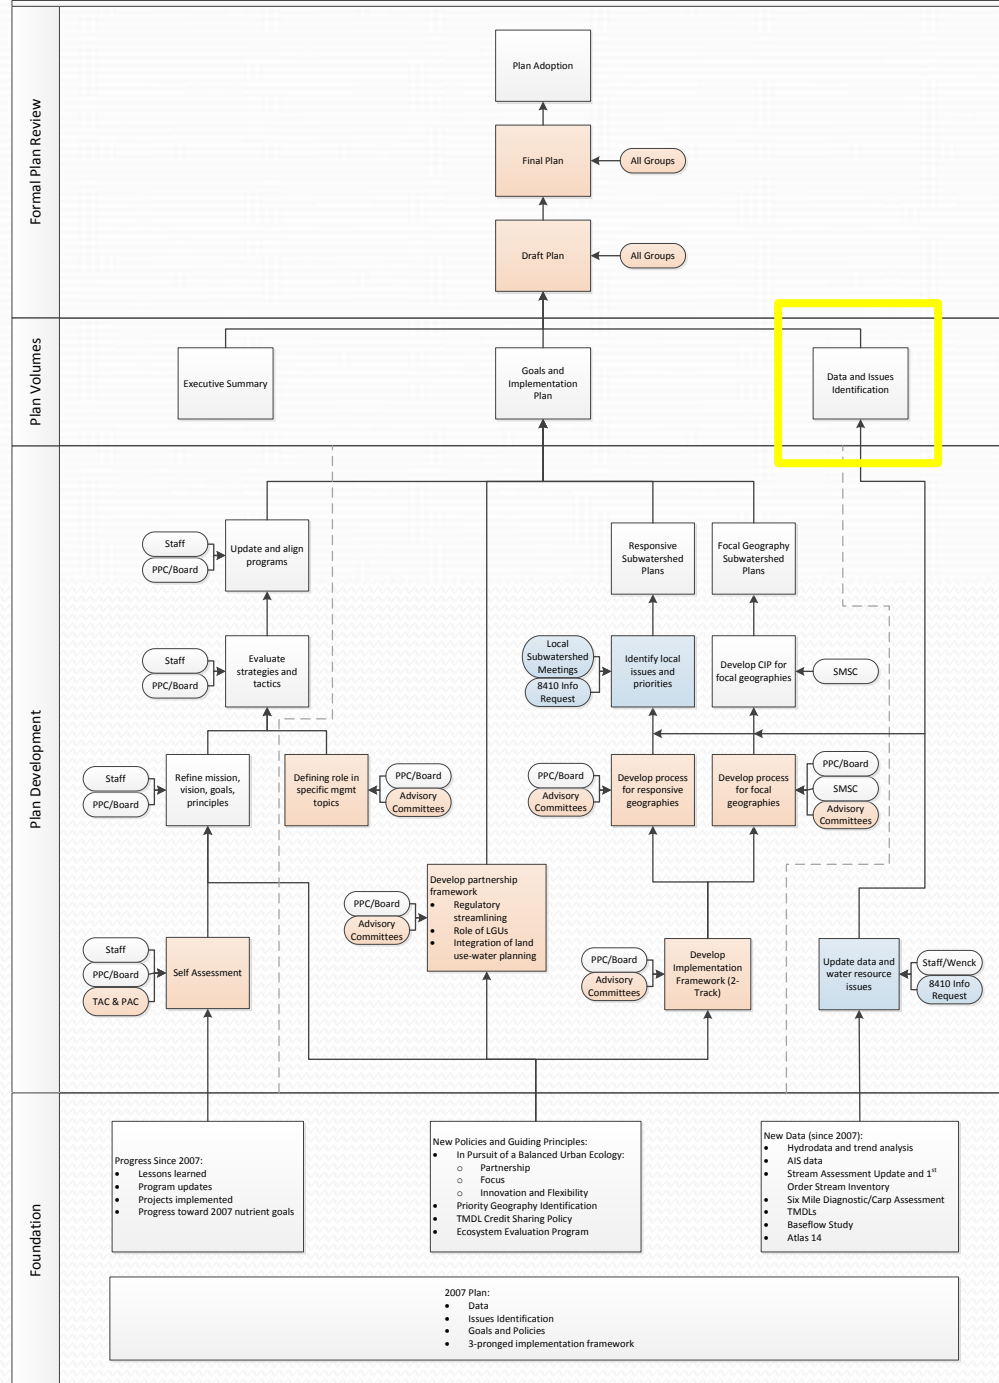 Formal Plan Review
Plan Adoption
Final Plan
All Groups
Draft Plan
All Groups
Plan Volumes
Executive Summary
Goals and
Implementation
Plan
Data and Issues
Identification
Plan Development
Staff
PPC/Board
Update and align
programs
Responsive
Subwatershed
Plans
Focal Geography
Subwatershed
Plans
Staff
PPC/Board
Evaluate
strategies and
tactics
Local
Subwatershed
Meetings
8410 Info
Request
Identify local
issues and
priorities
Develop CIP for
focal geographies
SMSC
Staff
PPC/Board
Refine mission,
vision, goals,
principles
Defining role in
specific mgmt
topics
PPC/Board
Advisory
Committees
PPC/Board
Advisory
Committees
Develop process
for responsive
geographies
Develop process
for focal
geographies
PPC/Board
SMSC
Advisory
Committees
PPC/Board
Advisory
Committees
Develop partnership
framework
• Regulatory
streamlining
• Role of LGUs
• Integration of land
use-water planning
Staff
PPC/Board
TAC & PAC
Self Assessment
PPC/Board
Advisory
Committees
Develop
Implementation
Framework (2-
Track)
Update data and
water resource
issues
Staff/Wenck
8410 Info
Request
Foundation
Progress Since 2007:
• Lessons learned
• Program updates
• Projects implemented
• Progress toward 2007 nutrient goals
New Policies and Guiding Principles:
• In Pursuit of a Balanced Urban Ecology:
o Partnership
o Focus
o Innovation and Flexibility
• Priority Geography Identification
• TMDL Credit Sharing Policy
• Ecosystem Evaluation Program
New Data (since 2007):
• Hydrodata and trend analysis
• AIS data
• Stream Assessment Update and 1st
Order Stream Inventory
• Six Mile Diagnostic/Carp Assessment
• TMDLs
• Baseflow Study
• Atlas 14
2007 Plan:
• Data
• Issues Identification
• Goals and Policies
• 3-pronged implementation framework